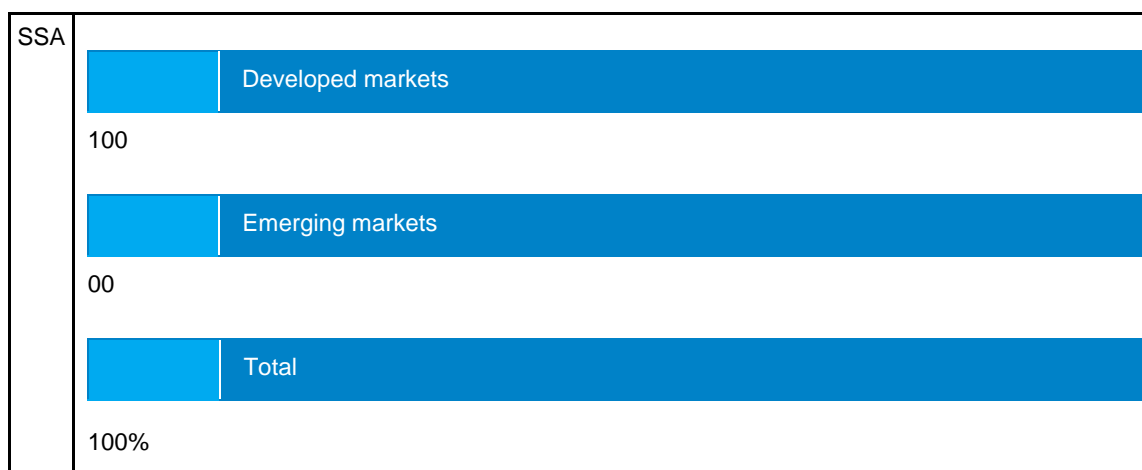 SSA
Developed markets
100
Emerging markets
00
Total
100%